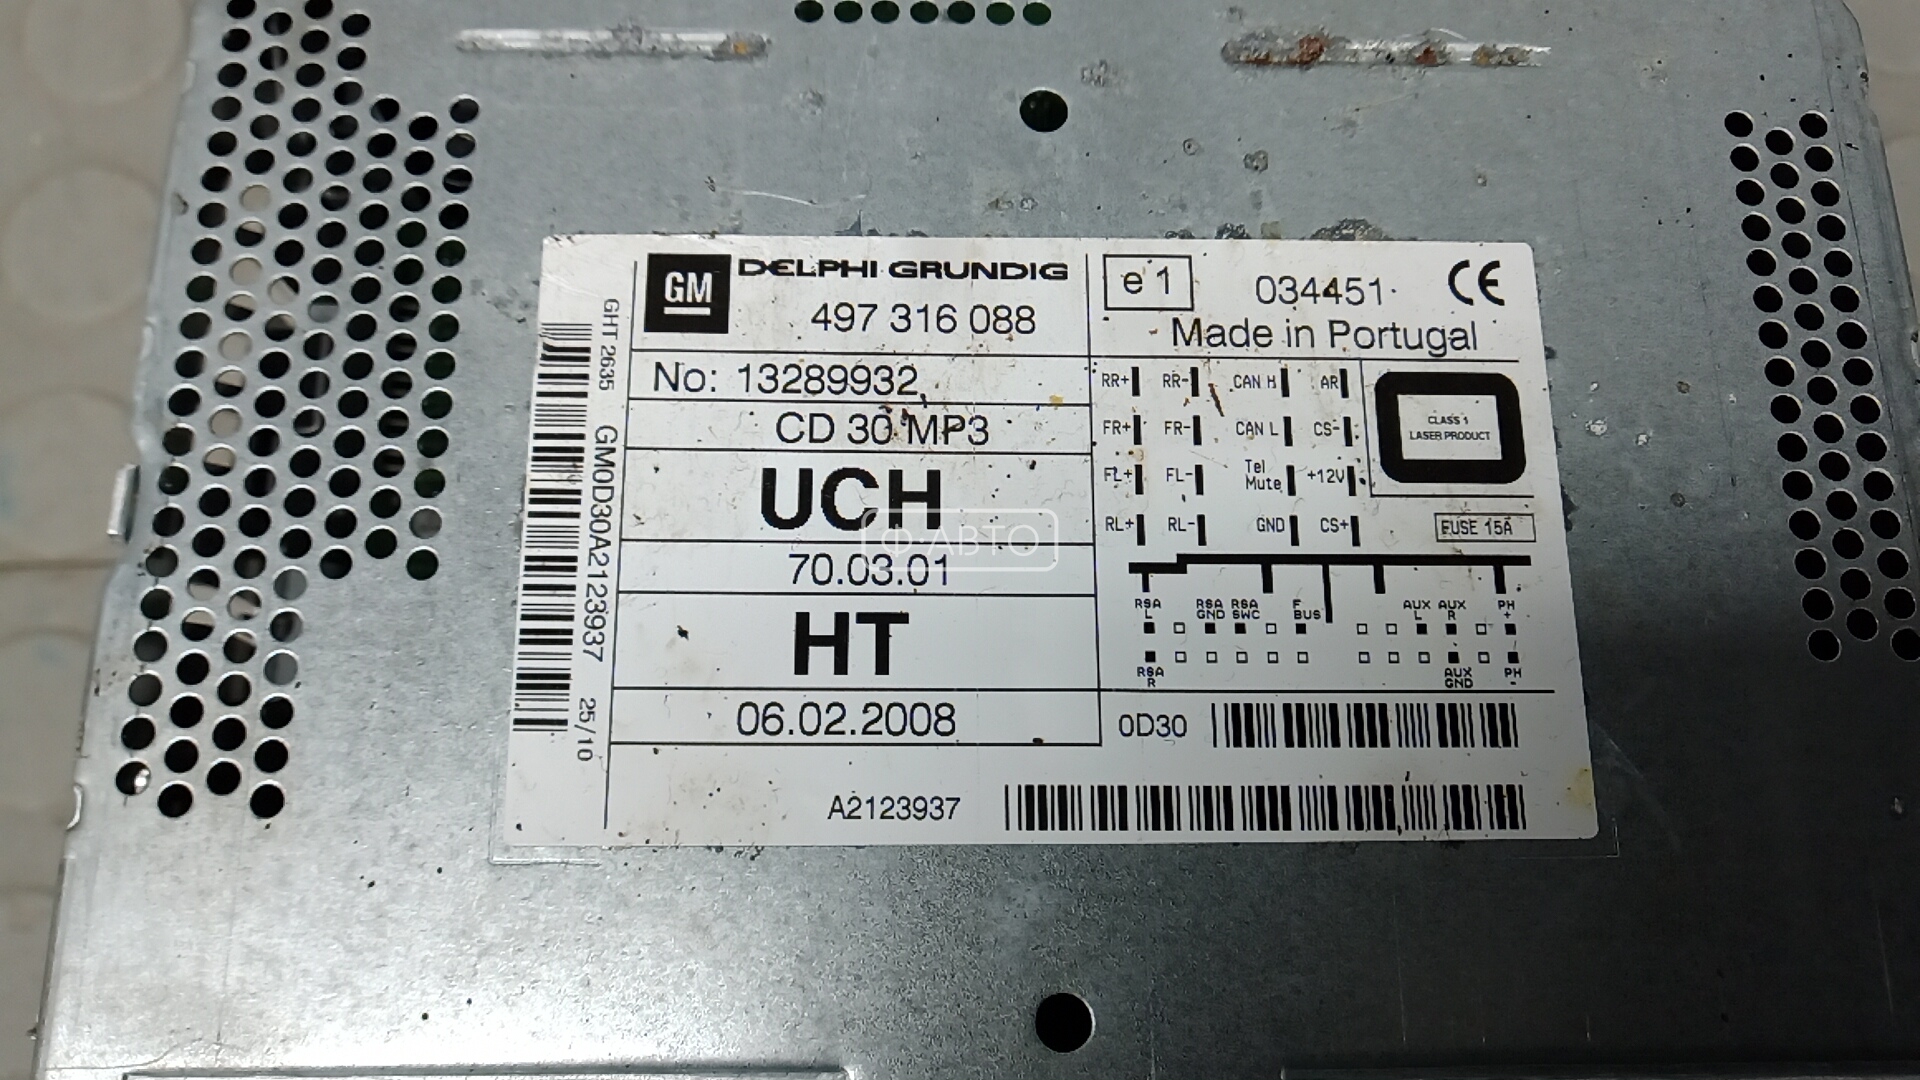 GM DELPHI GRUNDIG
497 316 088
No: 13289932
CD 30 MP3
UCH
70.03.01
HT
06.02.2008
e1 034451 CE
Made in Portugal
RR+ RR- CAN H AR
FR+ FR- CAN L CS-
FL+ FL- Tel Mute +12V
RL+ RL- GND CS+
CLASS 1
LASER PRODUCT
FUSE 15A
RSA L RSA GND RSA SWC F BUS AUX L AUX R PH +
RSA R AUX GND PH -
0D30
A2123937
GHT 2635 GM0D30A2123937 25/10
Ф-АВТО